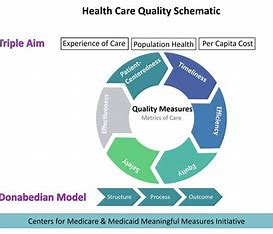 Health Care Quality Schematic
Triple Aim
Experience of Care
Population Health
Per Capita Cost
Patient-
Centeredness
Timeliness
Effectiveness
Quality Measures
Metrics of Care
Efficiency
Safety
Equity
Donabedian Model
Structure
Process
Outcome
Centers for Medicare & Medicaid Meaningful Measures Initiative